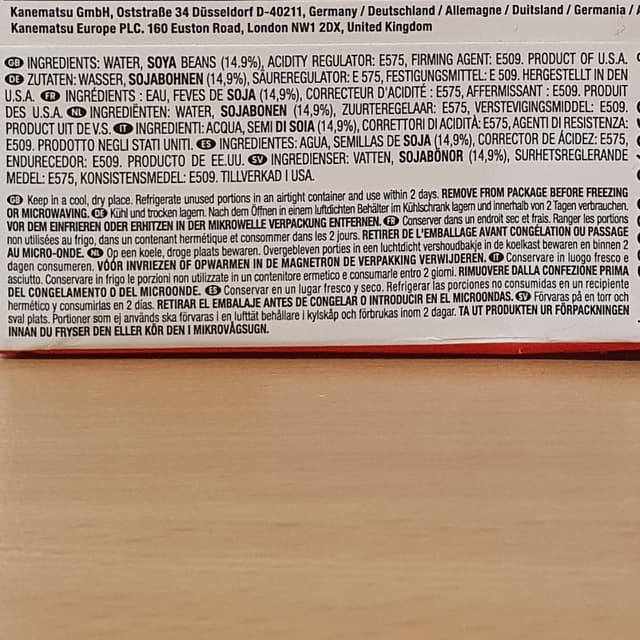 Kanematsu GmbH, Oststraße 34 Düsseldorf D-40211, Germany / Deutschland / Allemagne / Duitsland / Germania /
Kanematsu Europe PLC. 160 Euston Road, London NW1 2DX, United Kingdom
GB INGREDIENTS: WATER, SOYA BEANS (14.9%), ACIDITY REGULATOR: E575, FIRMING AGENT: E509. PRODUCT OF U.S.A.
DE ZUTATEN: WASSER, SOJABOHNEN (14,9%), SÄUREREGULATOR: E 575, FESTIGUNGSMITTEL: E 509. HERGESTELLT IN DEN
U.S.A. FR INGRÉDIENTS : EAU, FEVES DE SOJA (14,9%), CORRECTEUR D'ACIDITÉ : E575, AFFERMISSANT : E509. PRODUIT
DES U.S.A. NL INGREDIËNTEN: WATER, SOJABONEN (14,9%), ZUURTEREGELAAR: E575, VERSTEVIGINGSMIDDEL: E509.
PRODUCT UIT DE V.S. IT INGREDIENTI: ACQUA, SEMI DI SOIA (14,9%), CORRETTORI DI ACIDITÀ: E575, AGENTI DI RESISTENZA:
E509. PRODOTTO NEGLI STATI UNITI. ES INGREDIENTES: AGUA, SEMILLAS DE SOJA (14,9%), CORRECTOR DE ÁCIDEZ: E575,
ENDURECEDOR: E509. PRODUCTO DE EE.UU. SV INGREDIENSER: VATTEN, SOJABÖNOR (14,9%), SURHETSREGLERANDE
MEDEL: E575, KONSISTENSMEDEL: E509. TILLVERKAD I USA.
GB Keep in a cool, dry place. Refrigerate unused portions in an airtight container and use within 2 days. REMOVE FROM PACKAGE BEFORE FREEZING
OR MICROWAVING. DE Kühl und trocken lagern. Nach dem Öffnen in einem luftdichten Behälter im Kühlschrank lagern und innerhalb von 2 Tagen verbrauchen.
VOR DEM EINFRIEREN ODER ERHITZEN IN DER MIKROWELLE VERPACKUNG ENTFERNEN. FR Conserver dans un endroit sec et frais. Ranger les portions
non utilisées au frigo, dans un contenant hermétique et consommer dans les 2 jours. RETIRER DE L'EMBALLAGE AVANT CONGÉLATION OU PASSAGE
AU MICRO-ONDE. NL Op een koele, droge plaats bewaren. Overgebleven porties in een luchtdicht vershoudbakje in de koelkast bewaren en binnen 2
dagen consumeren. VÓÓR INVRIEZEN OF OPWARMEN IN DE MAGNETRON DE VERPAKKING VERWIJDEREN. IT Conservare in luogo fresco e
asciutto. Conservare in frigo le porzioni non utilizzate in un contenitore ermetico e consumarle entro 2 giorni. RIMUOVERE DALLA CONFEZIONE PRIMA
DEL CONGELAMENTO O DEL MICROONDE. ES Conservar en un lugar fresco y seco. Refrigerar las porciones no consumidas en un recipiente
hermético y consumirlas en 2 días. RETIRAR EL EMBALAJE ANTES DE CONGELAR O INTRODUCIR EL MICROONDAS. SV Förvaras på en torr och
sval plats. Portioner som ej används ska förvaras i en lufttät behållare i kylskåp och förbrukas inom 2 dagar. TA UT PRODUKTEN UR FÖRPACKNINGEN
INNAN DU FRYSER DEN ELLER KÖR DEN I MIKROVÅGSUGN.